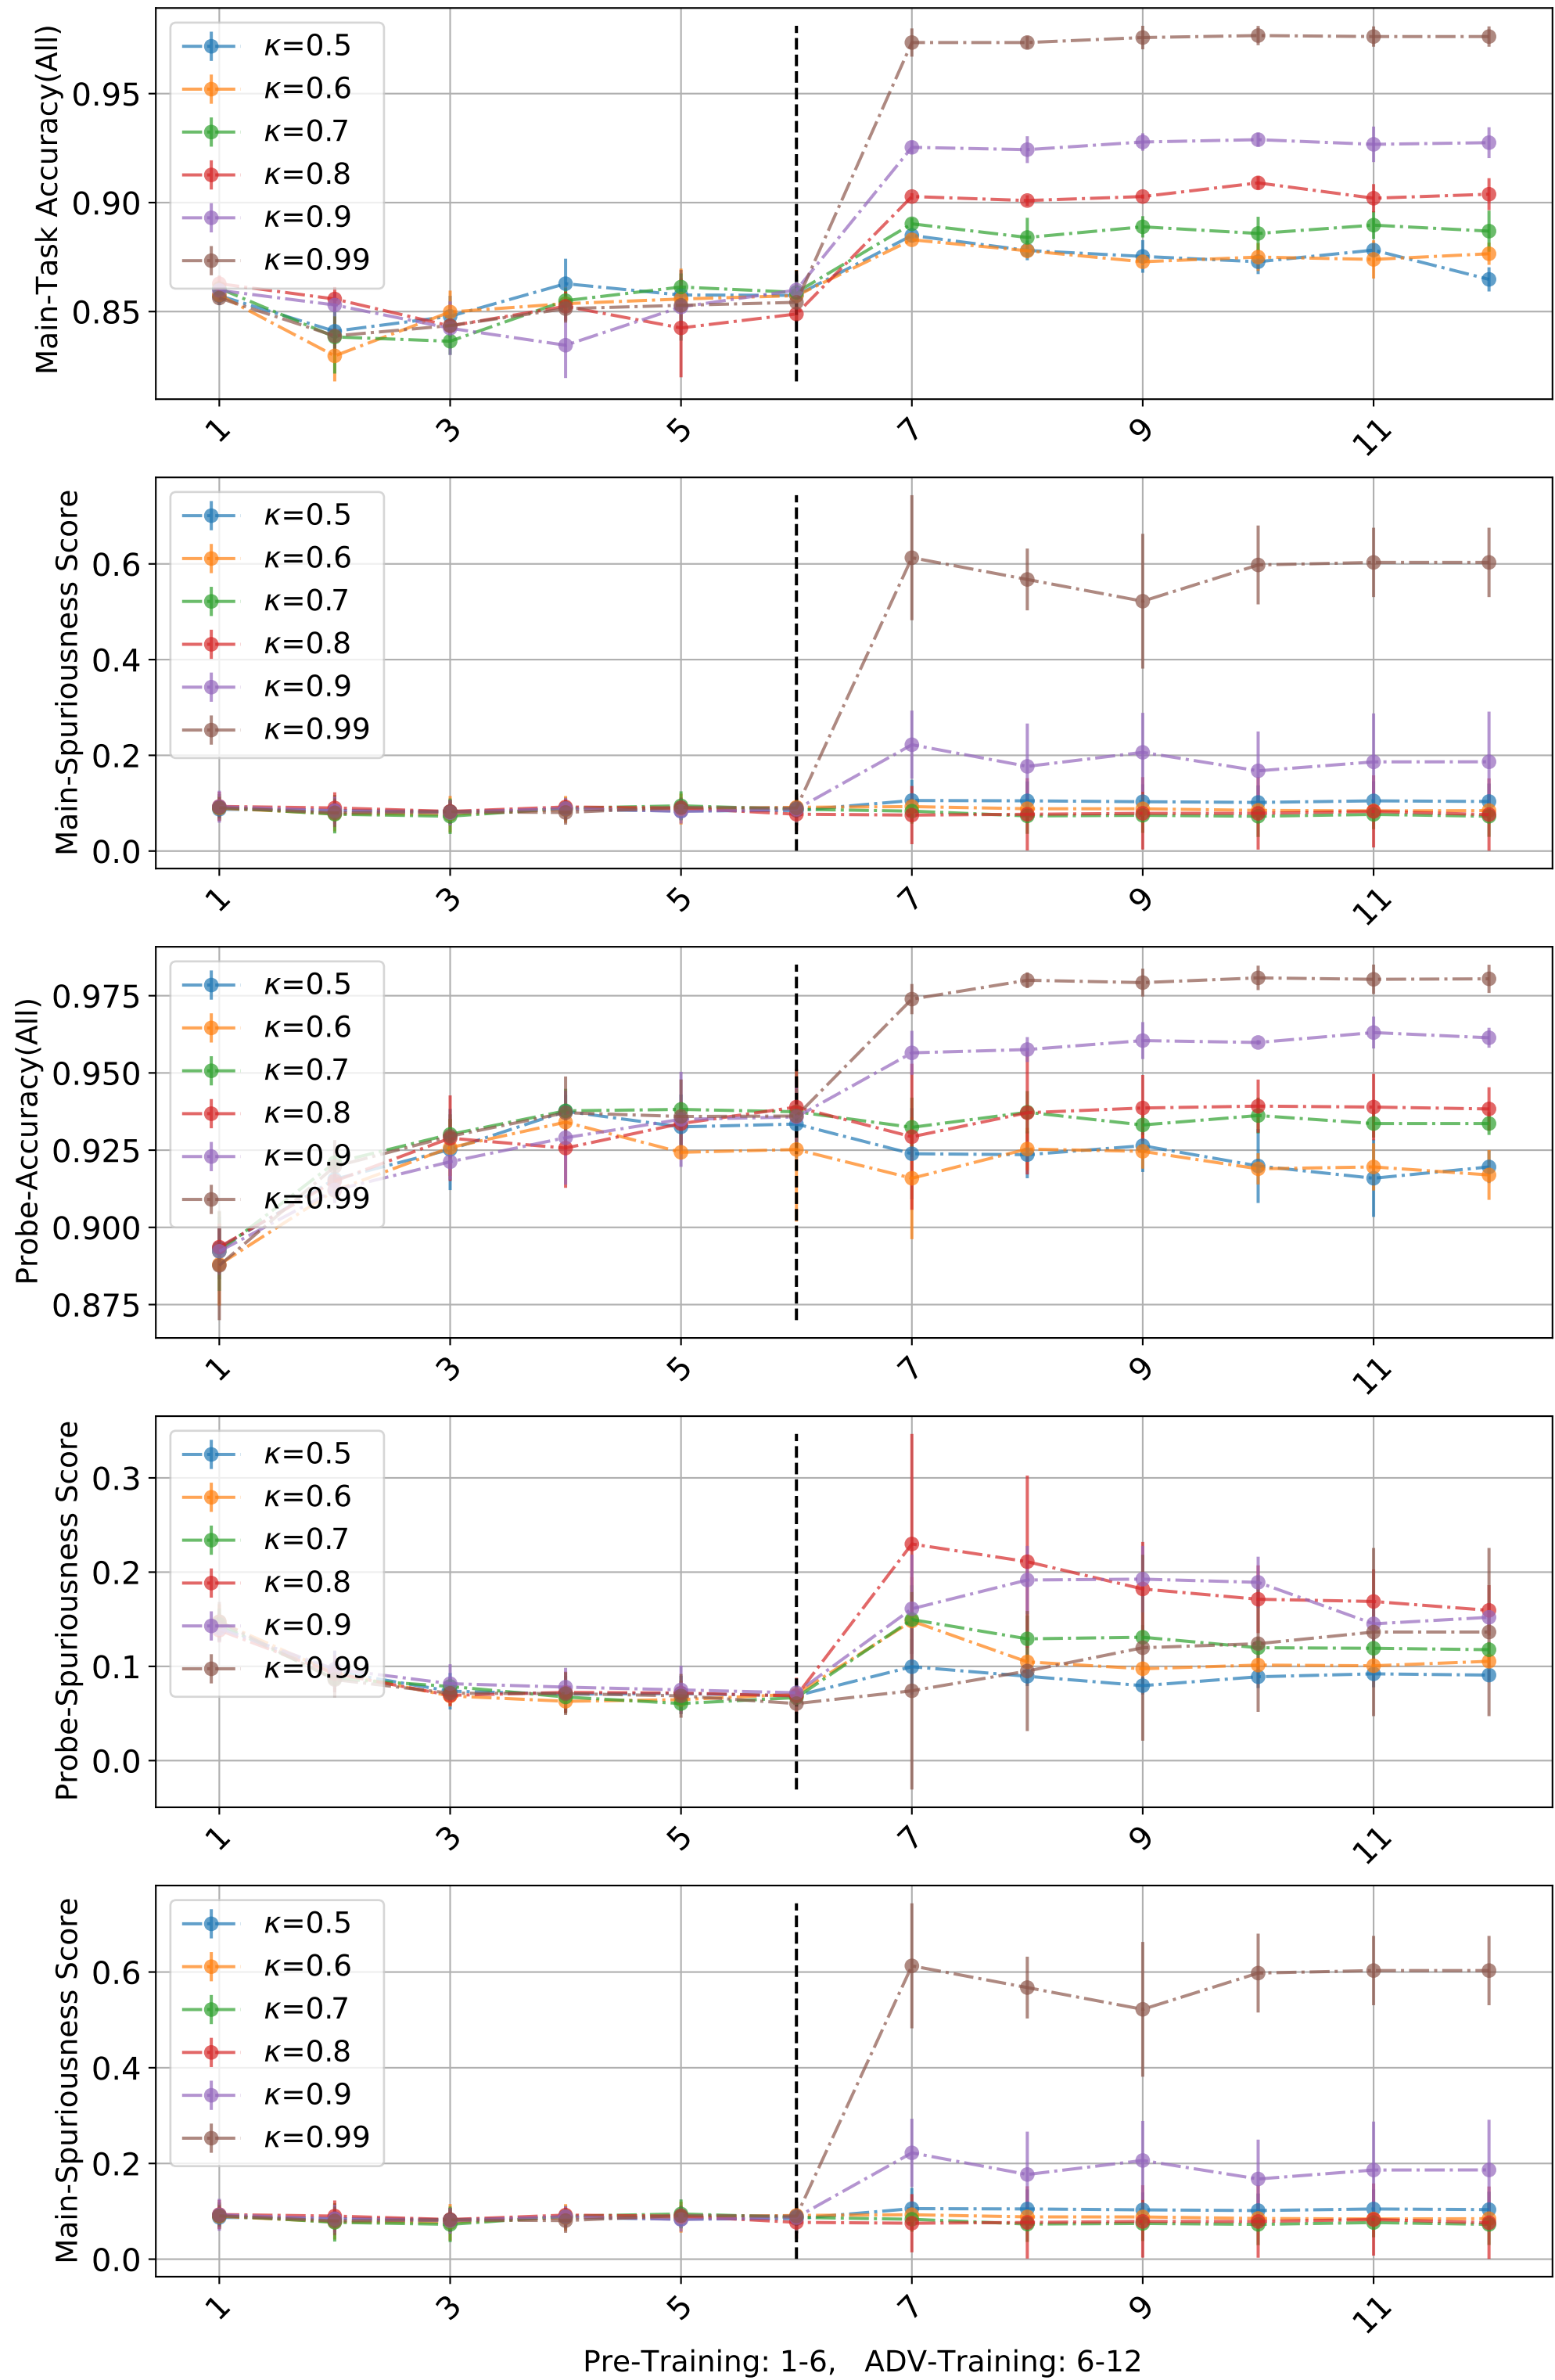 Main-Task Accuracy(All)
0.95
0.90
0.85
κ=0.5
κ=0.6
κ=0.7
κ=0.8
κ=0.9
κ=0.99
1
3
5
7
9
11
Main-Spuriousness Score
0.6
0.4
0.2
0.0
κ=0.5
κ=0.6
κ=0.7
κ=0.8
κ=0.9
κ=0.99
1
3
5
7
9
11
Probe-Accuracy(All)
0.975
0.950
0.925
0.900
0.875
κ=0.5
κ=0.6
κ=0.7
κ=0.8
κ=0.9
κ=0.99
1
3
5
7
9
11
Probe-Spuriousness Score
0.3
0.2
0.1
0.0
κ=0.5
κ=0.6
κ=0.7
κ=0.8
κ=0.9
κ=0.99
1
3
5
7
9
11
Main-Spuriousness Score
0.6
0.4
0.2
0.0
κ=0.5
κ=0.6
κ=0.7
κ=0.8
κ=0.9
κ=0.99
1
3
5
7
9
11
Pre-Training: 1-6,   ADV-Training: 6-12